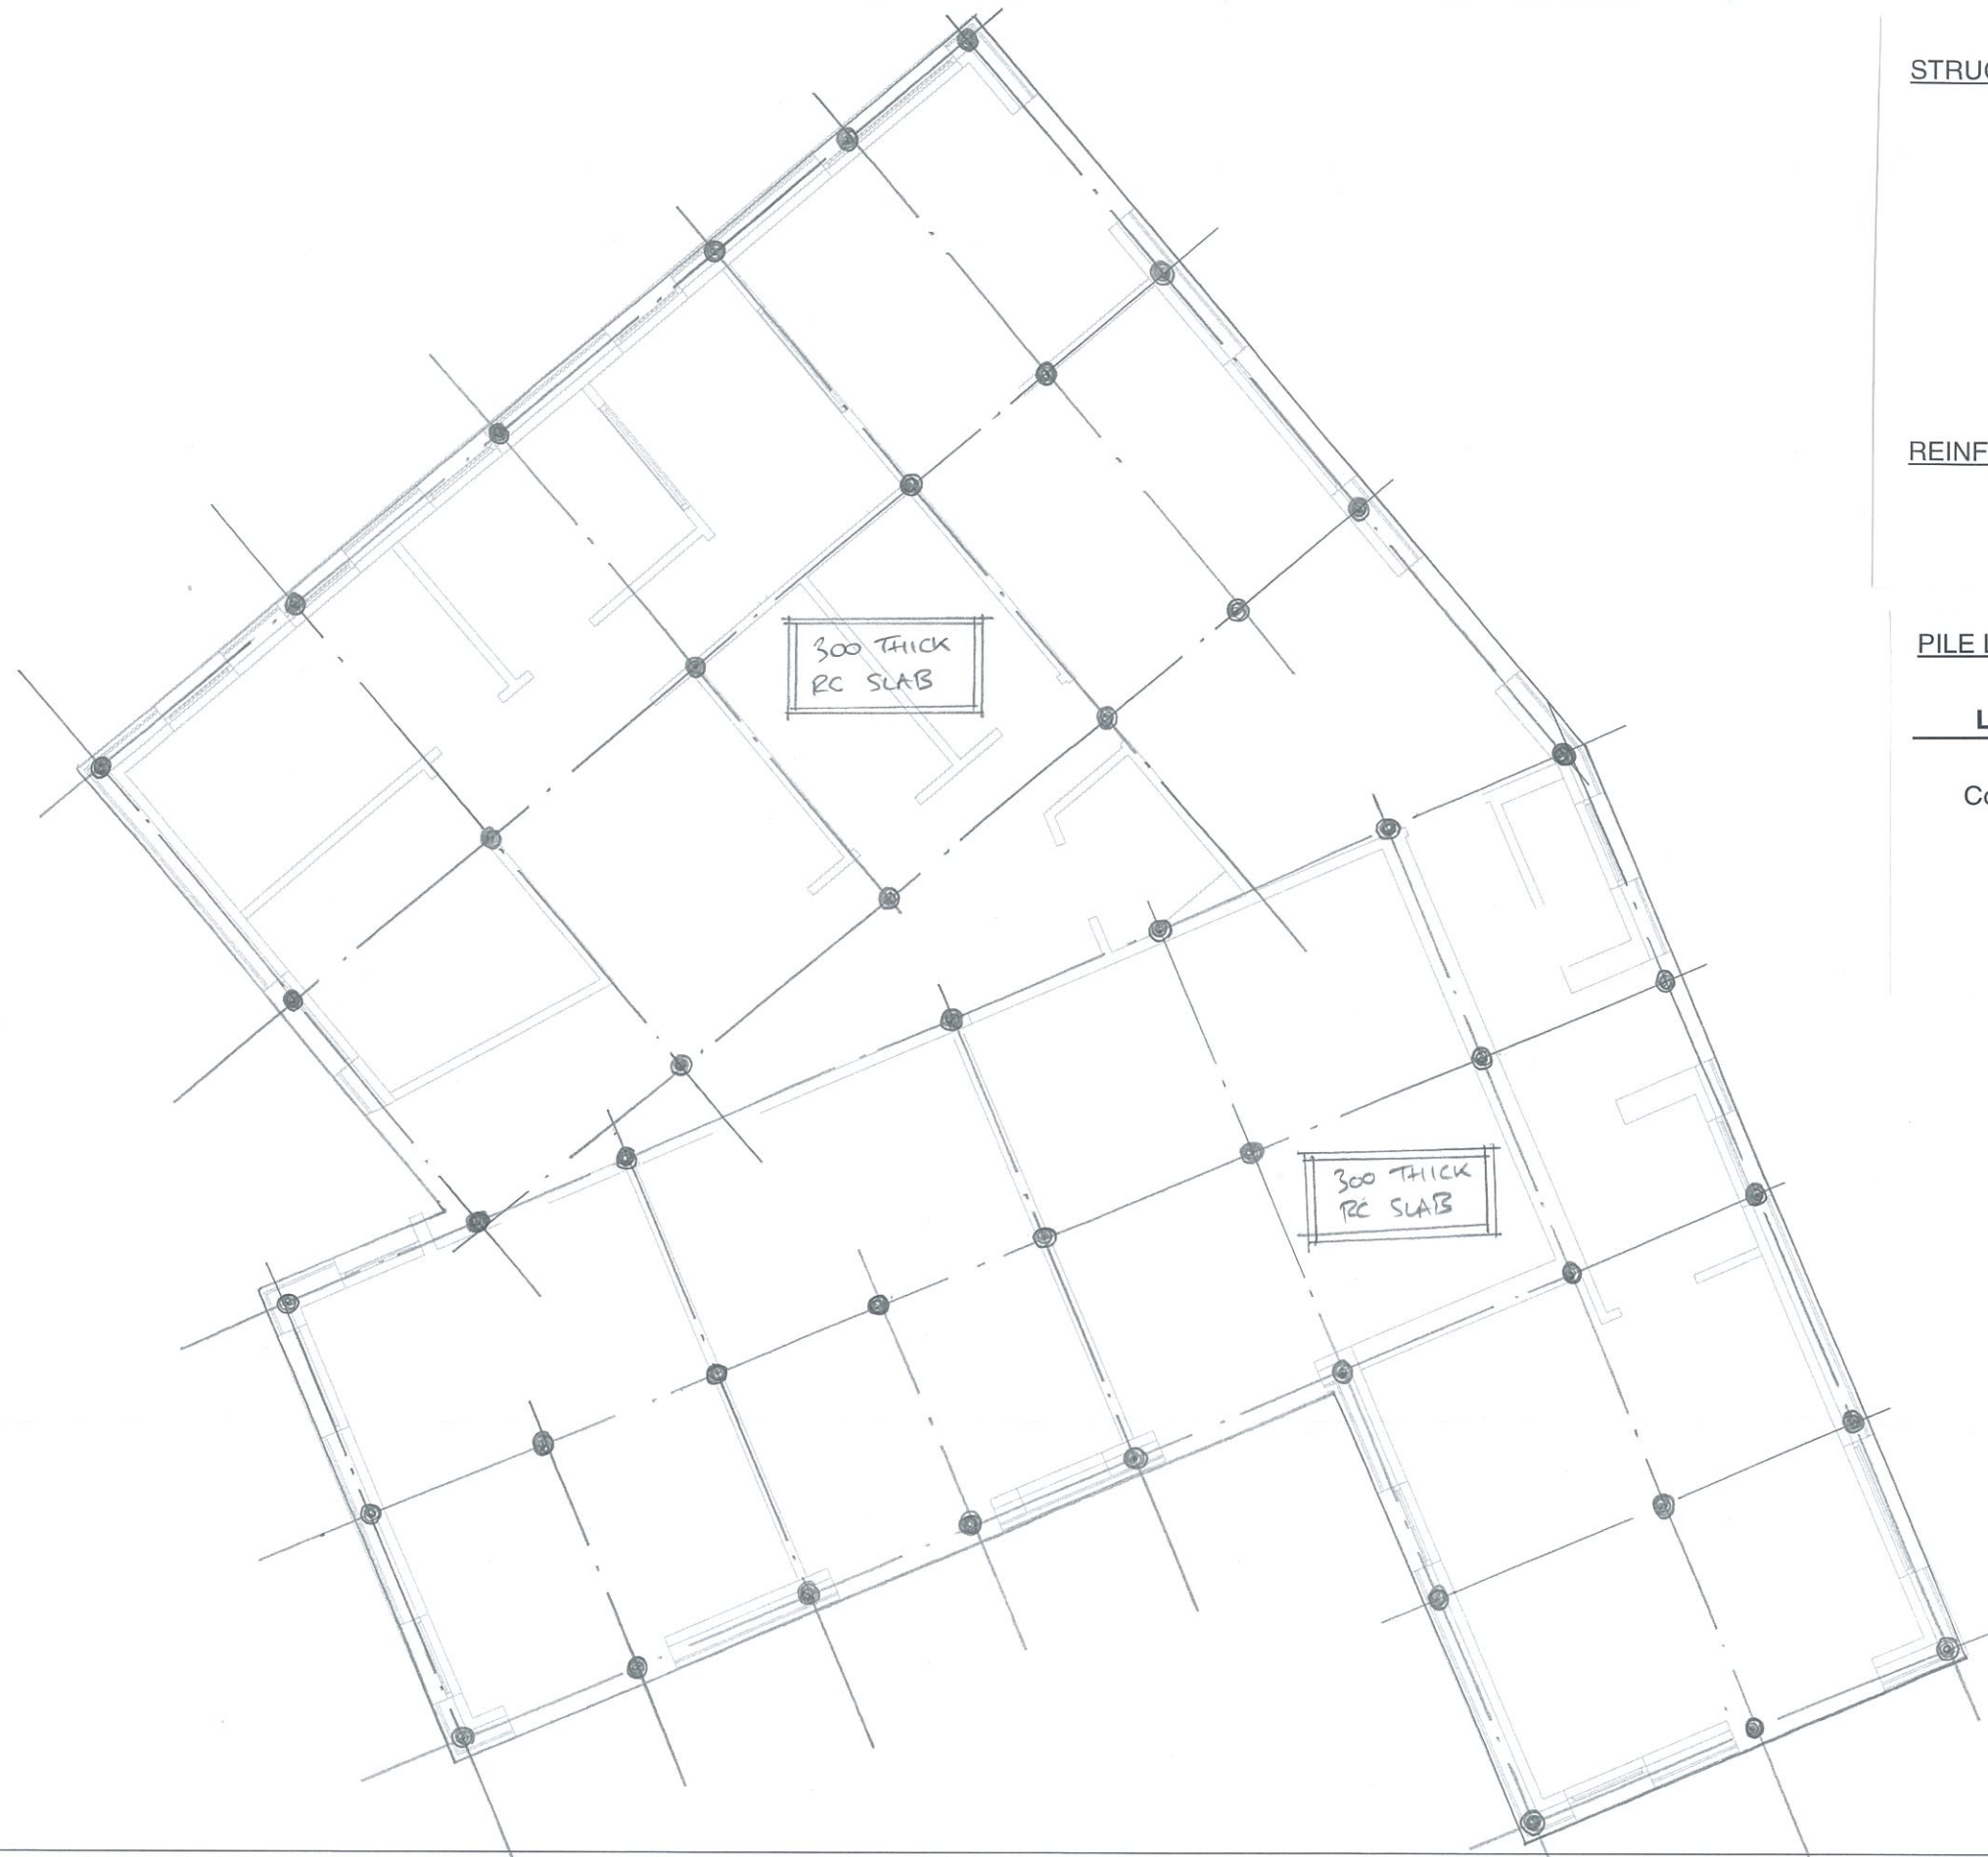 300 THICK
RC SLAB
300 THICK
RC SLAB
STRUC
REINF
PILE L
L
Co